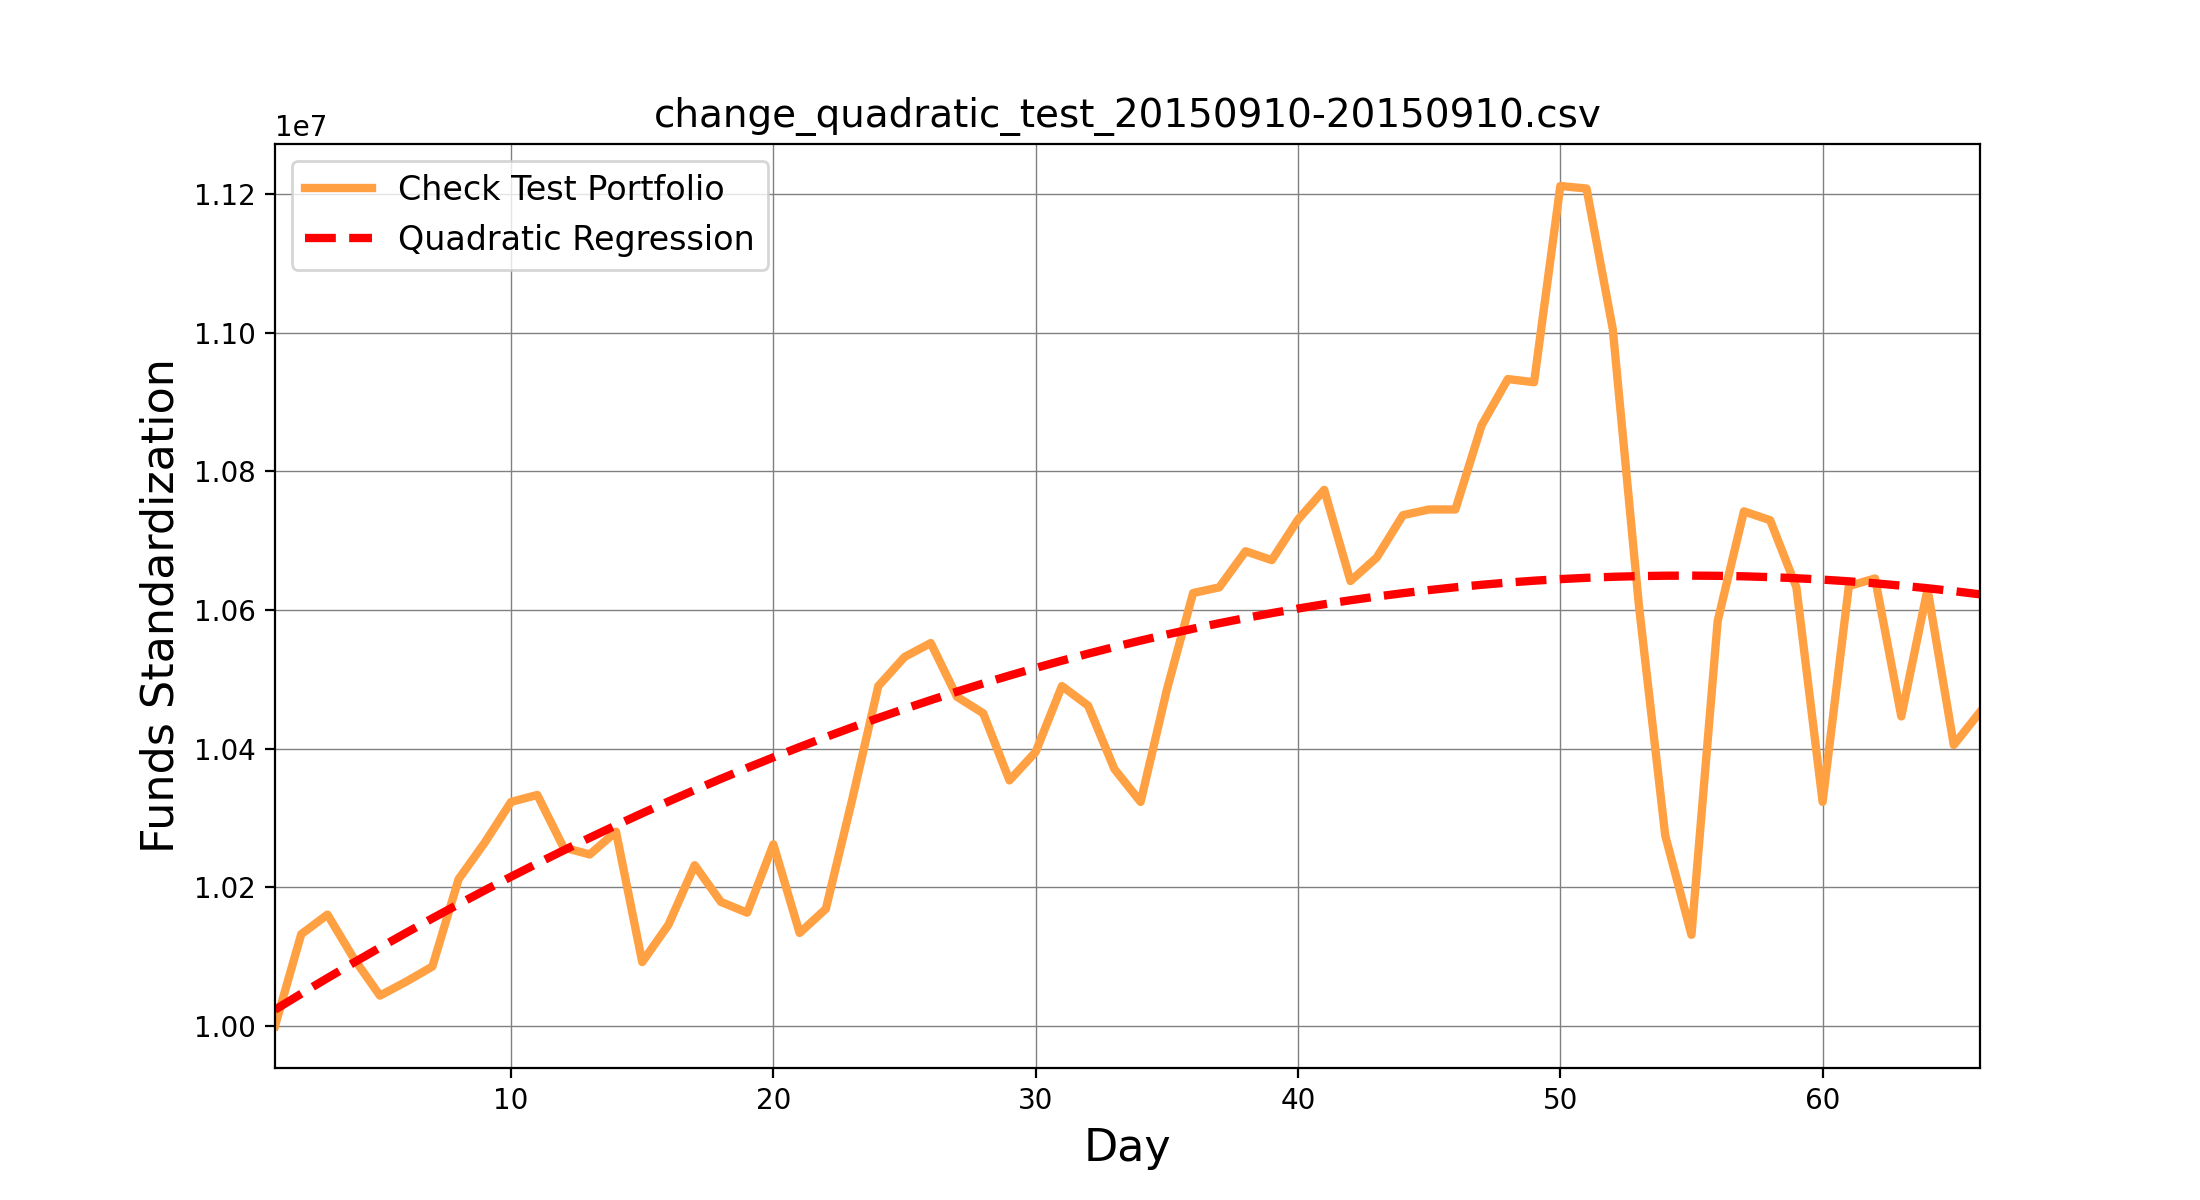 change_quadratic_test_20150910-20150910.csv
1e7
Check Test Portfolio
Quadratic Regression
1.12
1.10
1.08
1.06
1.04
1.02
1.00
Funds Standardization
10 20 30 40 50 60
Day